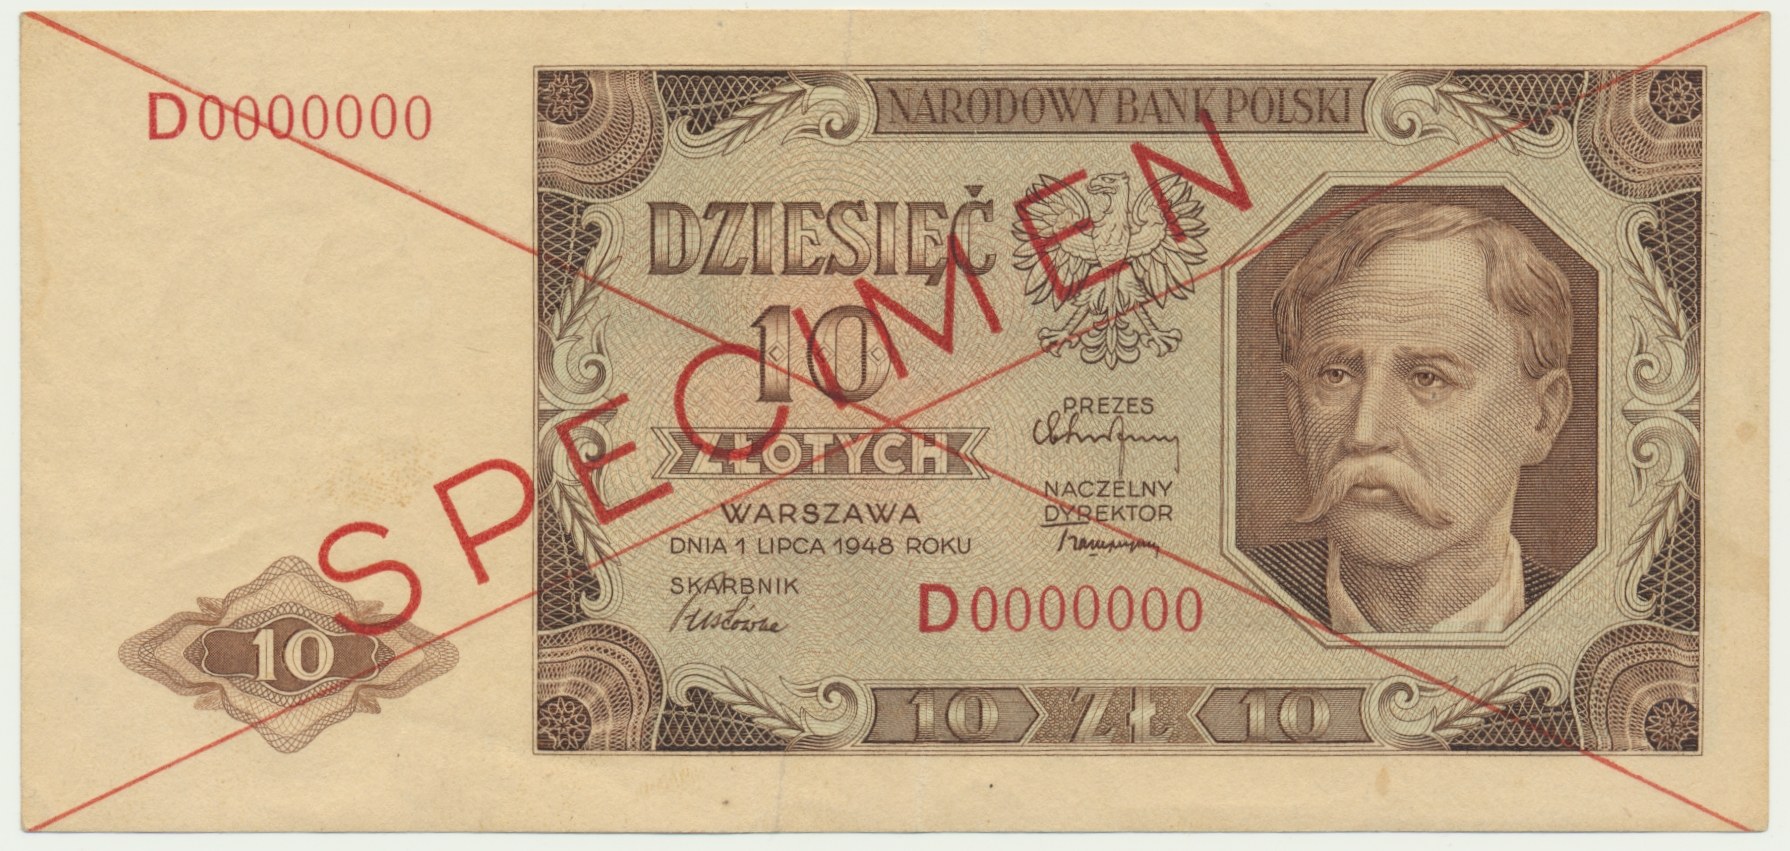 D0000000
NARODOWY BANK POLSKI
DZIESIĘĆ
10
ZŁOTYCH
SPECIMEN
PREZES
NACZELNY
DYREKTOR
WARSZAWA
DNIA 1 LIPCA 1948 ROKU
SKARBNIK
D0000000
10
10 ZŁ 10